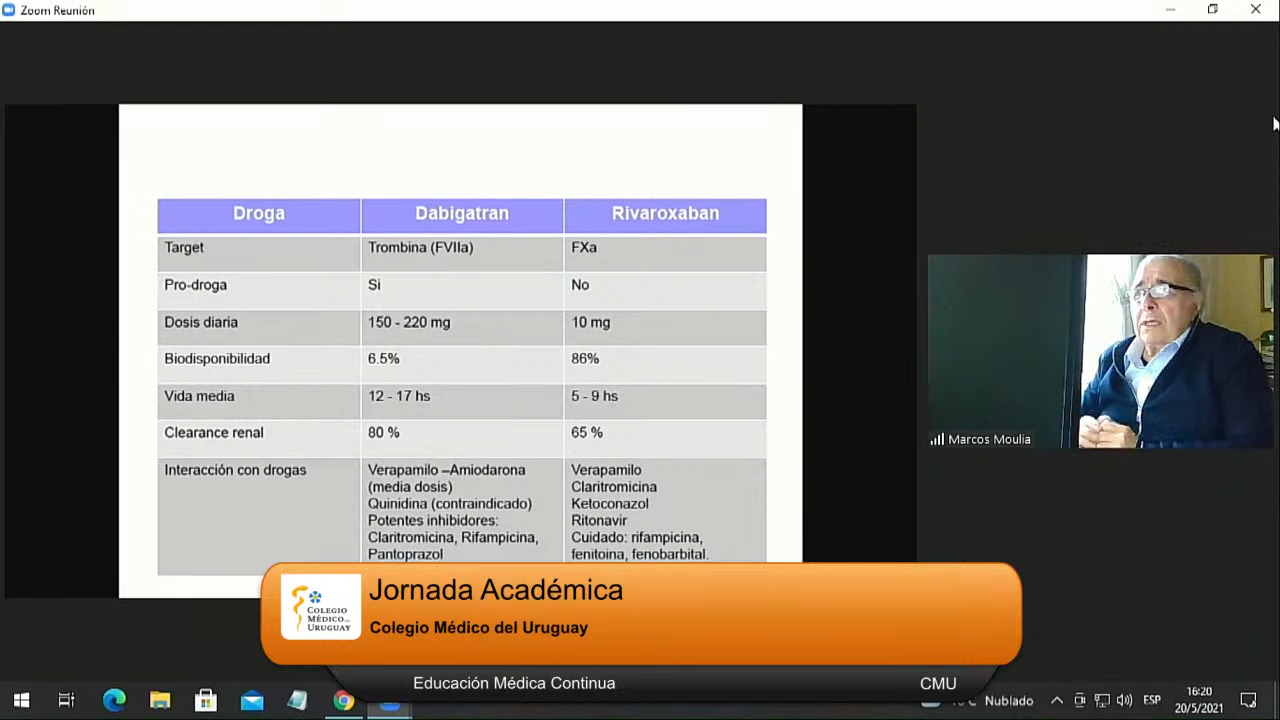 Zoom Reunión
Droga Dabigatran Rivaroxaban
Target Trombina (FVIIa) FXa
Pro-droga Si No
Dosis diaria 150 - 220 mg 10 mg
Biodisponibilidad 6.5% 86%
Vida media 12 - 17 hs 5 - 9 hs
Clearance renal 80 % 65 %
Interacción con drogas Verapamilo –Amiodarona Verapamilo
(media dosis) Claritromicina
Quinidina (contraindicado) Ketoconazol
Potentes inhibidores: Ritonavir
Claritromicina, Rifampicina, Cuidado: rifampicina,
Pantoprazol fenitoina, fenobarbital.
Marcos Moulia
Jornada Académica
COLEGIO
MÉDICO DEL
URUGUAY
Colegio Médico del Uruguay
Educación Médica Continua CMU
Nublado ESP 16:20
20/5/2021